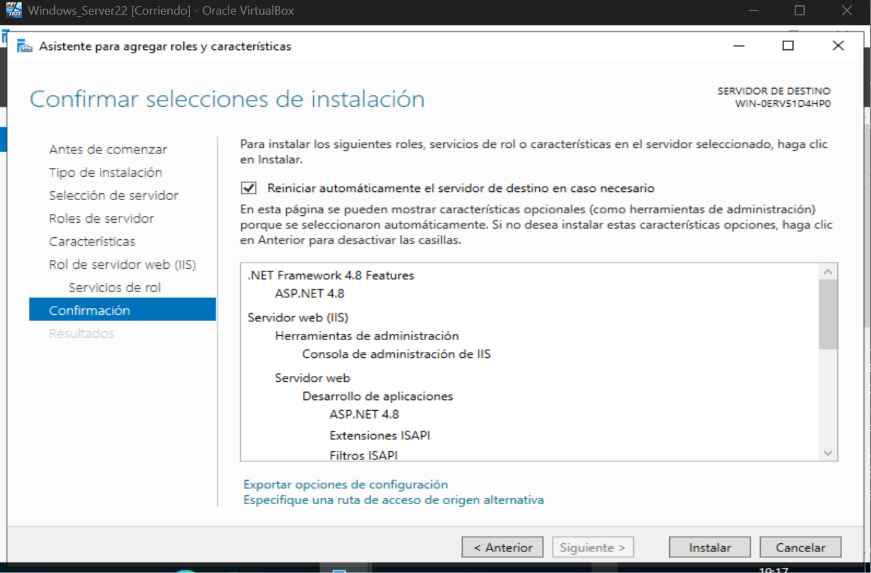 Windows_Server22 [Corriendo] - Oracle VirtualBox
Asistente para agregar roles y características
Confirmar selecciones de instalación
SERVIDOR DE DESTINO
WIN-0ERV51D4HP0
Antes de comenzar
Tipo de instalación
Selección de servidor
Roles de servidor
Características
Rol de servidor web (IIS)
Servicios de rol
Confirmación
Resultados
Para instalar los siguientes roles, servicios de rol o características en el servidor seleccionado, haga clic
en Instalar.
Reiniciar automáticamente el servidor de destino en caso necesario
En esta página se pueden mostrar características opcionales (como herramientas de administración)
porque se seleccionaron automáticamente. Si no desea instalar estas características opciones, haga clic
en Anterior para desactivar las casillas.
.NET Framework 4.8 Features
ASP.NET 4.8
Servidor web (IIS)
Herramientas de administración
Consola de administración de IIS
Servidor web
Desarrollo de aplicaciones
ASP.NET 4.8
Extensiones ISAPI
Filtros ISAPI
Exportar opciones de configuración
Especifique una ruta de acceso de origen alternativa
< Anterior
Siguiente >
Instalar
Cancelar
19:17